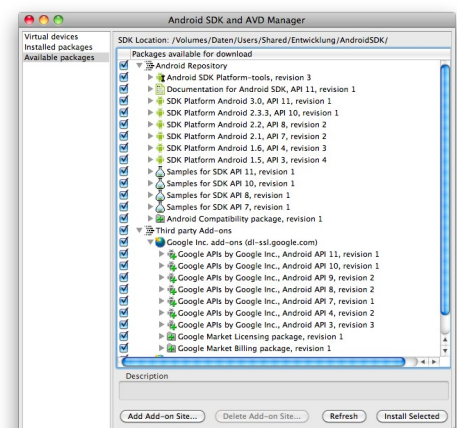 Android SDK and AVD Manager
Virtual devices
Installed packages
Available packages
SDK Location: /Volumes/Daten/Users/Shared/Entwicklung/AndroidSDK/
Packages available for download
Android Repository
Android SDK Platform-tools, revision 3
Documentation for Android SDK, API 11, revision 1
SDK Platform Android 3.0, API 11, revision 1
SDK Platform Android 2.3.3, API 10, revision 1
SDK Platform Android 2.2, API 8, revision 2
SDK Platform Android 2.1, API 7, revision 2
SDK Platform Android 1.6, API 4, revision 3
SDK Platform Android 1.5, API 3, revision 4
Samples for SDK API 11, revision 1
Samples for SDK API 10, revision 1
Samples for SDK API 8, revision 1
Samples for SDK API 7, revision 1
Android Compatibility package, revision 1
Third party Add-ons
Google Inc. add-ons (dl-ssl.google.com)
Google APIs by Google Inc., Android API 11, revision 1
Google APIs by Google Inc., Android API 10, revision 1
Google APIs by Google Inc., Android API 9, revision 2
Google APIs by Google Inc., Android API 8, revision 2
Google APIs by Google Inc., Android API 7, revision 1
Google APIs by Google Inc., Android API 4, revision 2
Google APIs by Google Inc., Android API 3, revision 3
Google Market Licensing package, revision 1
Google Market Billing package, revision 1
Description
Add Add-on Site...
Delete Add-on Site...
Refresh
Install Selected